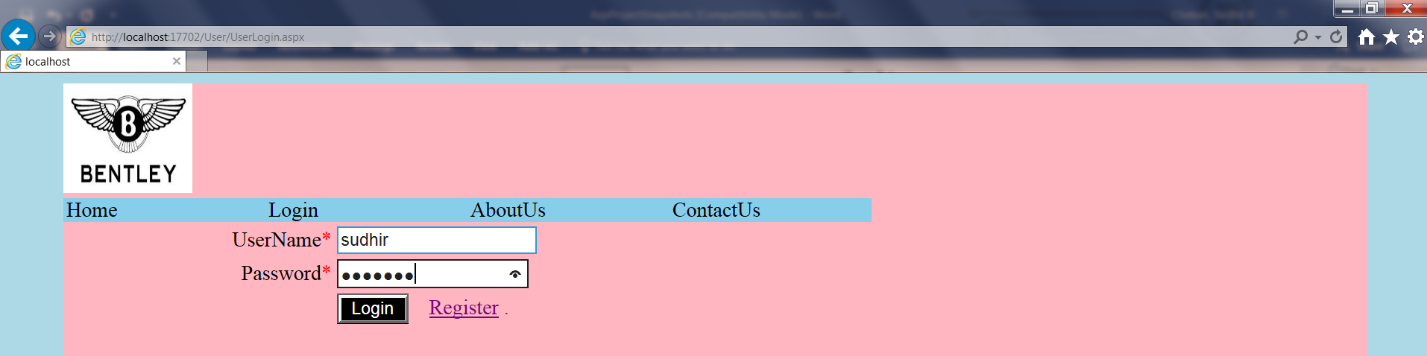 http://localhost:17702/User/UserLogin.aspx
localhost
B
BENTLEY
Home Login AboutUs ContactUs
UserName* sudhir
Password* •••••••
Login Register .